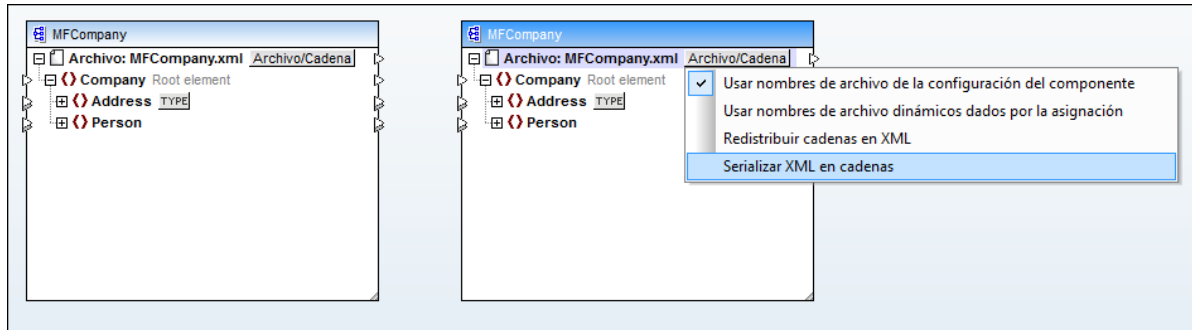 MFCompany
Archivo: MFCompany.xml Archivo/Cadena
Company Root element
Address TYPE
Person
MFCompany
Archivo: MFCompany.xml Archivo/Cadena
Company Root element
Address TYPE
Person
Usar nombres de archivo de la configuración del componente
Usar nombres de archivo dinámicos dados por la asignación
Redistribuir cadenas en XML
Serializar XML en cadenas